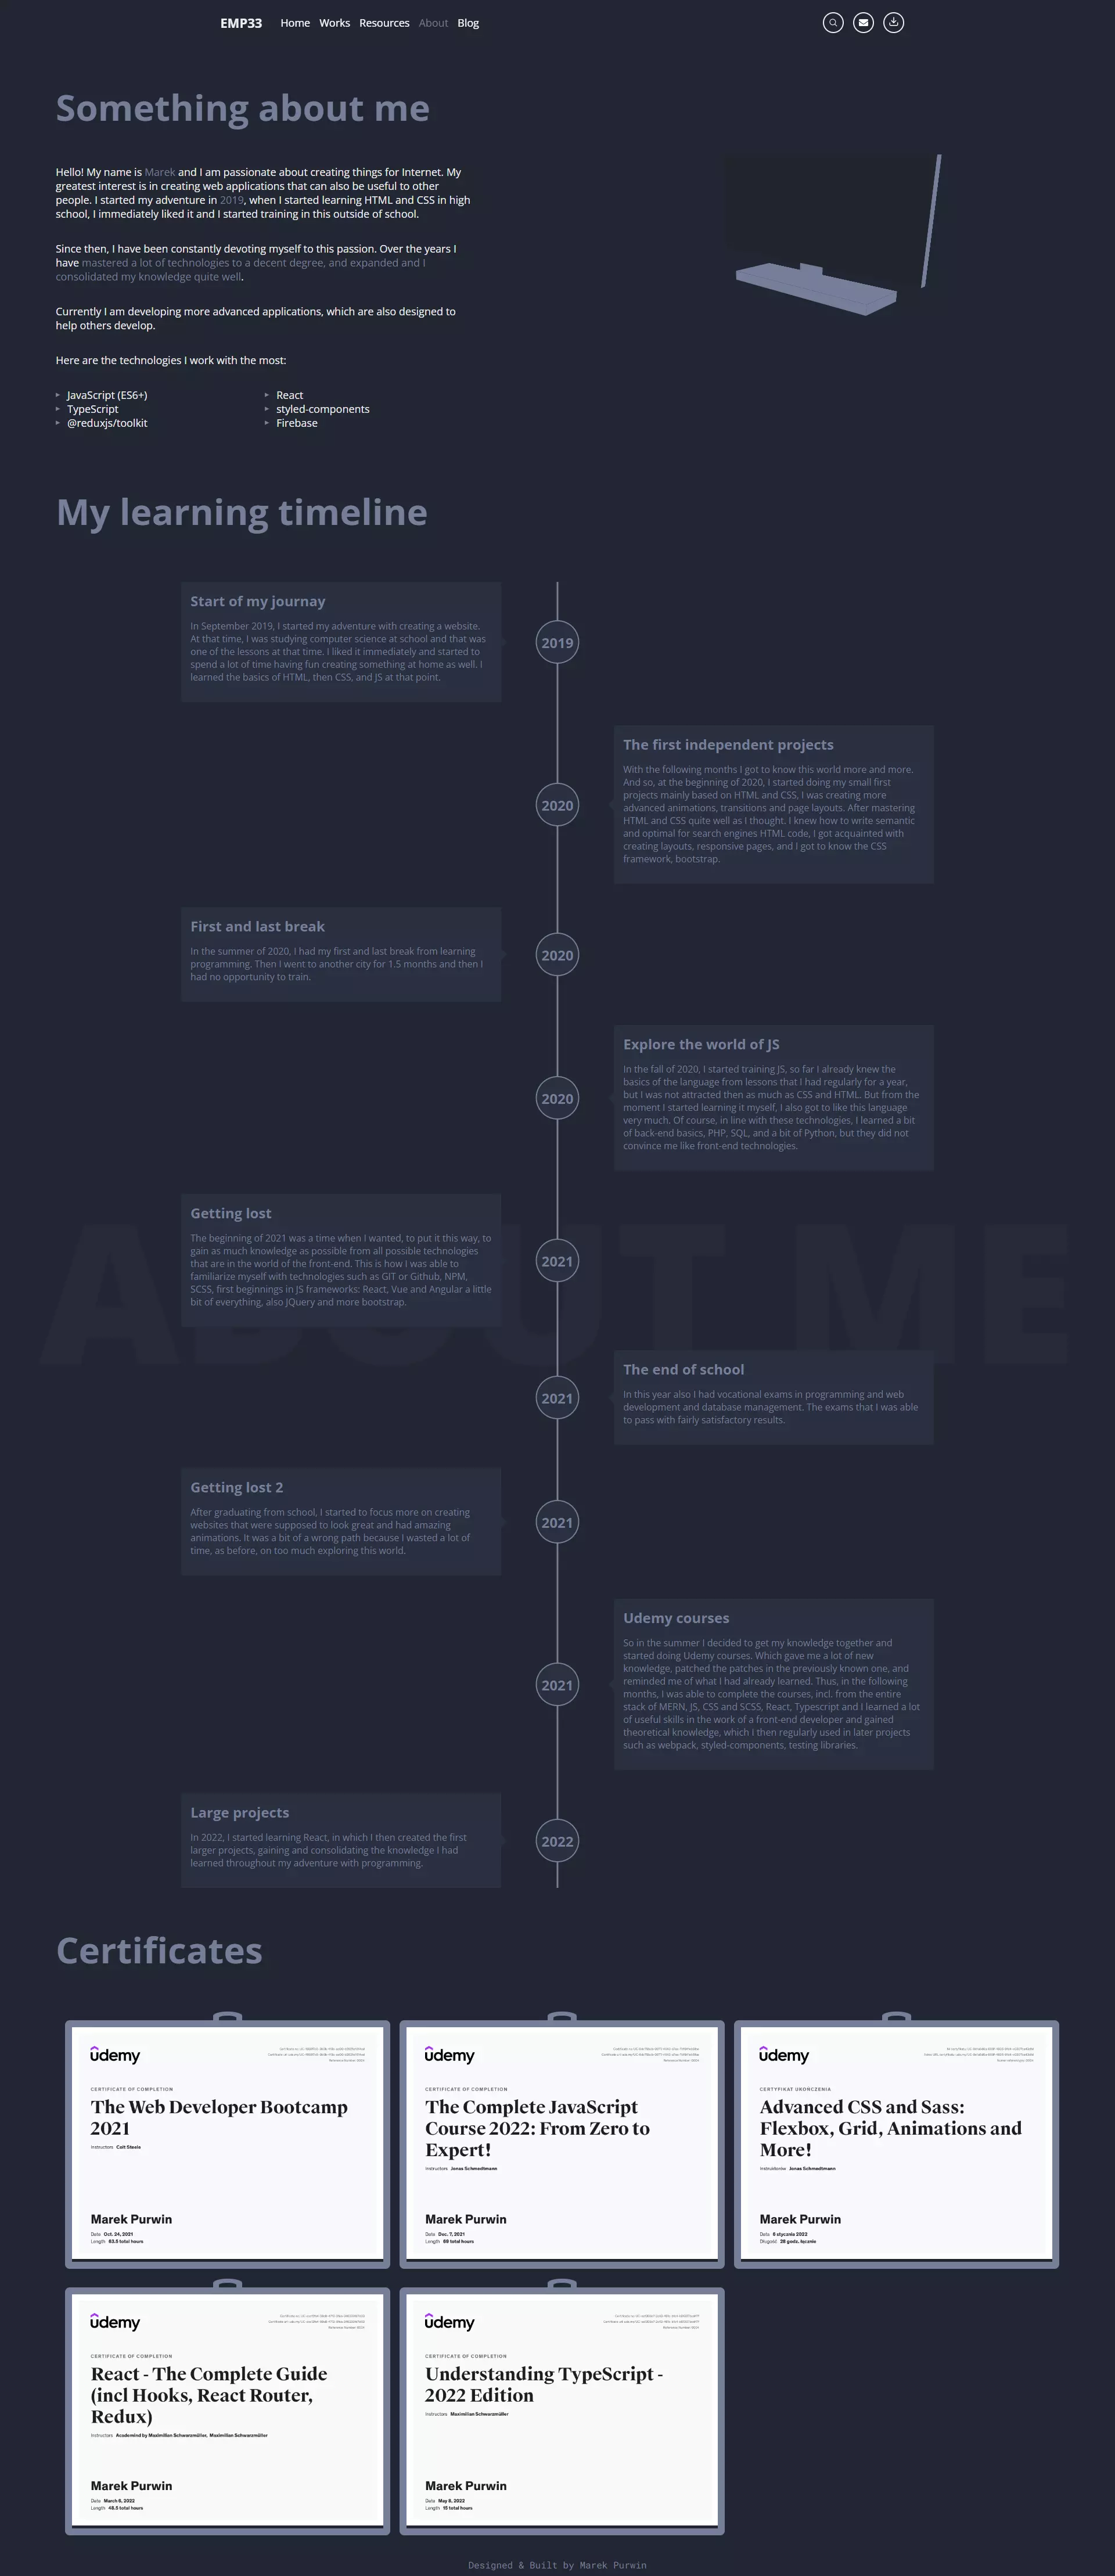 EMP33
Home Works Resources About Blog
Something about me
Hello! My name is Marek and I am passionate about creating things for Internet. My
greatest interest is in creating web applications that can also be useful to other
people. I started my adventure in 2019, when I started learning HTML and CSS in high
school, I immediately liked it and I started training in this outside of school.
Since then, I have been constantly devoting myself to this passion. Over the years I
have mastered a lot of technologies to a decent degree, and expanded and I
consolidated my knowledge quite well.
Currently I am developing more advanced applications, which are also designed to
help others develop.
Here are the technologies I work with the most:
JavaScript (ES6+)
TypeScript
@reduxjs/toolkit
React
styled-components
Firebase
My learning timeline
Start of my journay
In September 2019, I started my adventure with creating a website.
At that time, I was studying computer science at school and that was
one of the lessons at that time. I liked it immediately and started to
spend a lot of time having fun creating something at home as well. I
learned the basics of HTML, then CSS, and JS at that point.
2019
The first independent projects
With the following months I got to know this world more and more.
And so, at the beginning of 2020, I started doing my small first
projects mainly based on HTML and CSS, I was creating more
advanced animations, transitions and page layouts. After mastering
HTML and CSS quite well as I thought. I knew how to write semantic
and optimal for search engines HTML code, I got acquainted with
creating layouts, responsive pages, and I got to know the CSS
framework, bootstrap.
2020
First and last break
In the summer of 2020, I had my first and last break from learning
programming. Then I went to another city for 1.5 months and then I
had no opportunity to train.
2020
Explore the world of JS
In the fall of 2020, I started training JS, so far I already knew the
basics of the language from lessons that I had regularly for a year,
but I was not attracted then as much as CSS and HTML. But from the
moment I started learning it myself, I also got to like this language
very much. Of course, in line with these technologies, I learned a bit
of back-end basics, PHP, SQL, and a bit of Python, but they did not
convince me like front-end technologies.
2020
ABOUT ME
Getting lost
The beginning of 2021 was a time when I wanted, to put it this way, to
gain as much knowledge as possible from all possible technologies
that are in the world of the front-end. This is how I was able to
familiarize myself with technologies such as GIT or Github, NPM,
SCSS, first beginnings in JS frameworks: React, Vue and Angular a little
bit of everything, also JQuery and more bootstrap.
2021
The end of school
In this year also I had vocational exams in programming and web
development and database management. The exams that I was able
to pass with fairly satisfactory results.
2021
Getting lost 2
After graduating from school, I started to focus more on creating
websites that were supposed to look great and had amazing
animations. It was a bit of a wrong path because I wasted a lot of
time, as before, on too much exploring this world.
2021
Udemy courses
So in the summer I decided to get my knowledge together and
started doing Udemy courses. Which gave me a lot of new
knowledge, patched the patches in the previously known one, and
reminded me of what I had already learned. Thus, in the following
months, I was able to complete the courses, incl. from the entire
stack of MERN, JS, CSS and SCSS, React, Typescript and I learned a lot
of useful skills in the work of a front-end developer and gained
theoretical knowledge, which I then regularly used in later projects
such as webpack, styled-components, testing libraries.
2021
Large projects
In 2022, I started learning React, in which I then created the first
larger projects, gaining and consolidating the knowledge I had
learned throughout my adventure with programming.
2022
Certificates
udemy
CERTIFICATE OF COMPLETION
The Web Developer Bootcamp
2021
Instructors Colt Steele
Marek Purwin
Date Oct. 24, 2021
Length 63.5 total hours
udemy
CERTIFICATE OF COMPLETION
The Complete JavaScript
Course 2022: From Zero to
Expert!
Instructors Jonas Schmedtmann
Marek Purwin
Date Dec. 7, 2021
Length 69 total hours
udemy
CERTYFIKAT UKOŃCZENIA
Advanced CSS and Sass:
Flexbox, Grid, Animations and
More!
Instruktorów Jonas Schmedtmann
Marek Purwin
Data 5 stycznia 2022
Długość 28 godz. łącznie
udemy
CERTIFICATE OF COMPLETION
React - The Complete Guide
(incl Hooks, React Router,
Redux)
Instructors Academind by Maximilian Schwarzmüller, Maximilian Schwarzmüller
Marek Purwin
Date March 6, 2022
Length 48.5 total hours
udemy
CERTIFICATE OF COMPLETION
Understanding TypeScript -
2022 Edition
Instructors Maximilian Schwarzmüller
Marek Purwin
Date May 8, 2022
Length 15 total hours
Designed & Built by Marek Purwin